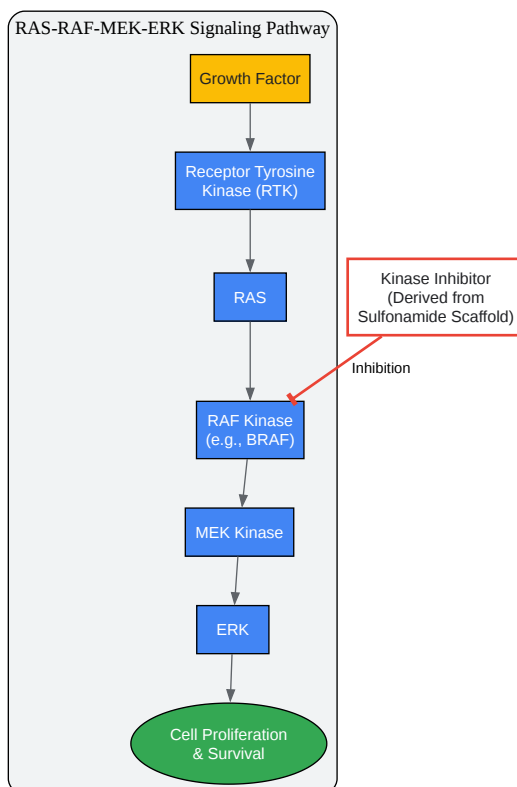 RAS-RAF-MEK-ERK Signaling Pathway
Growth Factor
Receptor Tyrosine
Kinase (RTK)
RAS
Kinase Inhibitor
(Derived from
Sulfonamide Scaffold)
Inhibition
RAF Kinase
(e.g., BRAF)
MEK Kinase
ERK
Cell Proliferation
& Survival